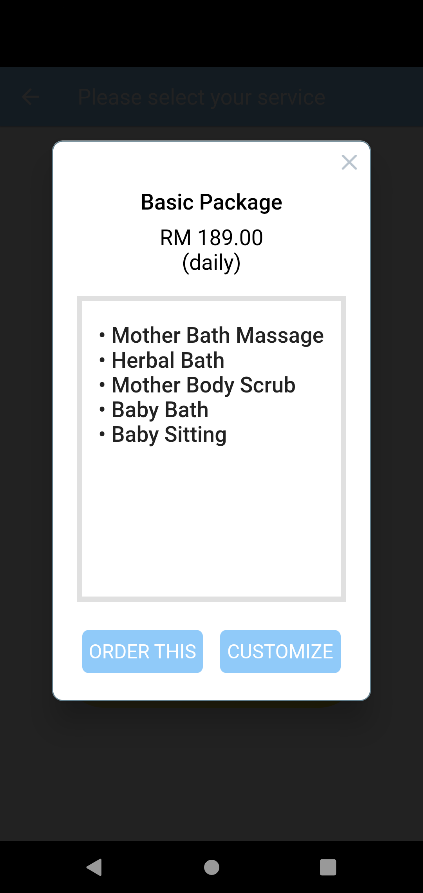 Please select your service
Basic Package
RM 189.00
(daily)
• Mother Bath Massage
• Herbal Bath
• Mother Body Scrub
• Baby Bath
• Baby Sitting
ORDER THIS CUSTOMIZE